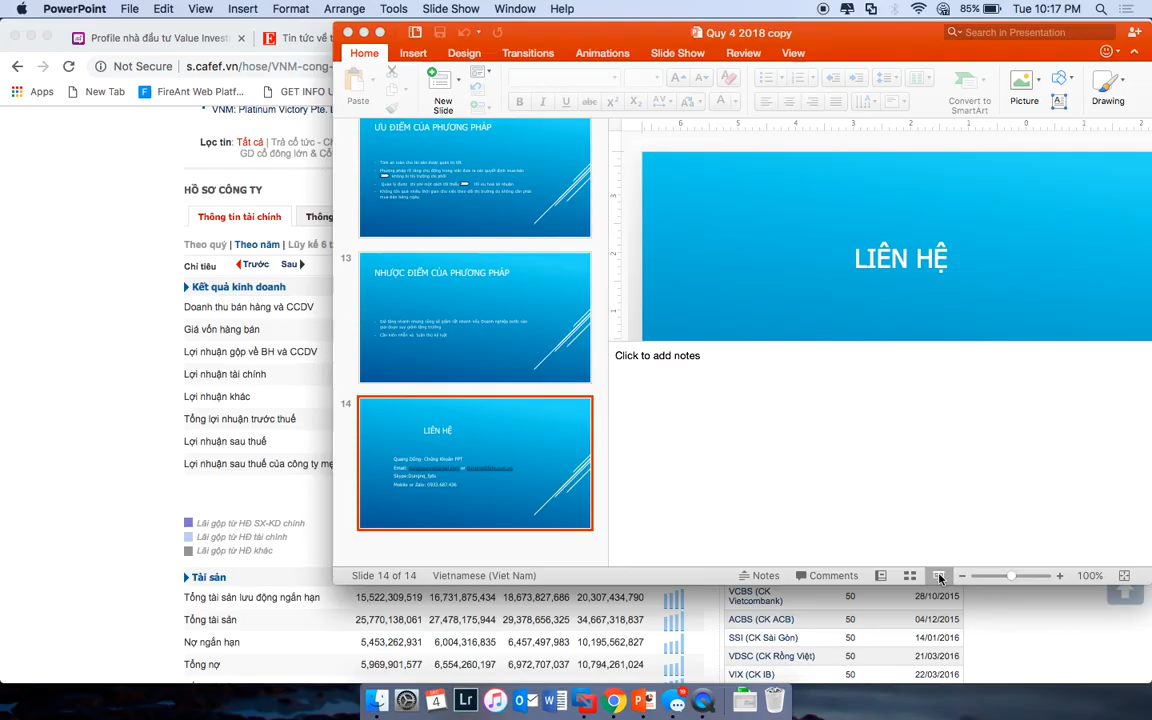 PowerPoint File Edit View Insert Format Arrange Tools Slide Show Window Help 85% Tue 10:17 PM
Profile nhà đầu tư Value Invest Tin tức về t
Not Secure s.cafef.vn/hose/VNM-cong-
Apps New Tab FireAnt Web Platf... GET INFO U
VNM: Platinum Victory Pte. L
Lọc tin: Tất cả | Trả cổ tức - Ch
GD cổ đông lớn & Cổ
HỒ SƠ CÔNG TY
Thông tin tài chính Thông
Theo quý | Theo năm | Lũy kế 6 t
Chỉ tiêu Trước Sau
Kết quả kinh doanh
Doanh thu bán hàng và CCDV
Giá vốn hàng bán
Lợi nhuận gộp về BH và CCDV
Lợi nhuận tài chính
Lợi nhuận khác
Tổng lợi nhuận trước thuế
Lợi nhuận sau thuế
Lợi nhuận sau thuế của công ty mẹ
Lãi gộp từ HĐ SX-KD chính
Lãi gộp từ HĐ tài chính
Lãi gộp từ HĐ khác
Tài sản
Tổng tài sản lưu động ngắn hạn 15,522,309,519 16,731,875,434 18,673,827,686 20,307,434,790
Tổng tài sản 25,770,138,061 27,478,175,944 29,378,656,325 34,667,318,837
Nợ ngắn hạn 5,453,262,931 6,004,316,835 6,457,497,983 10,195,562,827
Tổng nợ 5,969,901,577 6,554,260,197 6,972,707,037 10,794,261,024
Quy 4 2018 copy
Search in Presentation
Home Insert Design Transitions Animations Slide Show Review View
Paste New Slide Convert to SmartArt Picture Drawing
ƯU ĐIỂM CỦA PHƯƠNG PHÁP
13
NHƯỢC ĐIỂM CỦA PHƯƠNG PHÁP
14
LIÊN HỆ
Quang Dũng- Chứng Khoán FPT
Email: or
Mobile or Zalo: 0933.687.436
LIÊN HỆ
Click to add notes
Slide 14 of 14 Vietnamese (Viet Nam) Notes Comments 100%
VCBS (CK
Vietcombank) 50 28/10/2015
ACBS (CK ACB) 50 04/12/2015
SSI (CK Sài Gòn) 50 14/01/2016
VDSC (CK Rồng Việt) 50 21/03/2016
VIX (CK IB) 50 22/03/2016